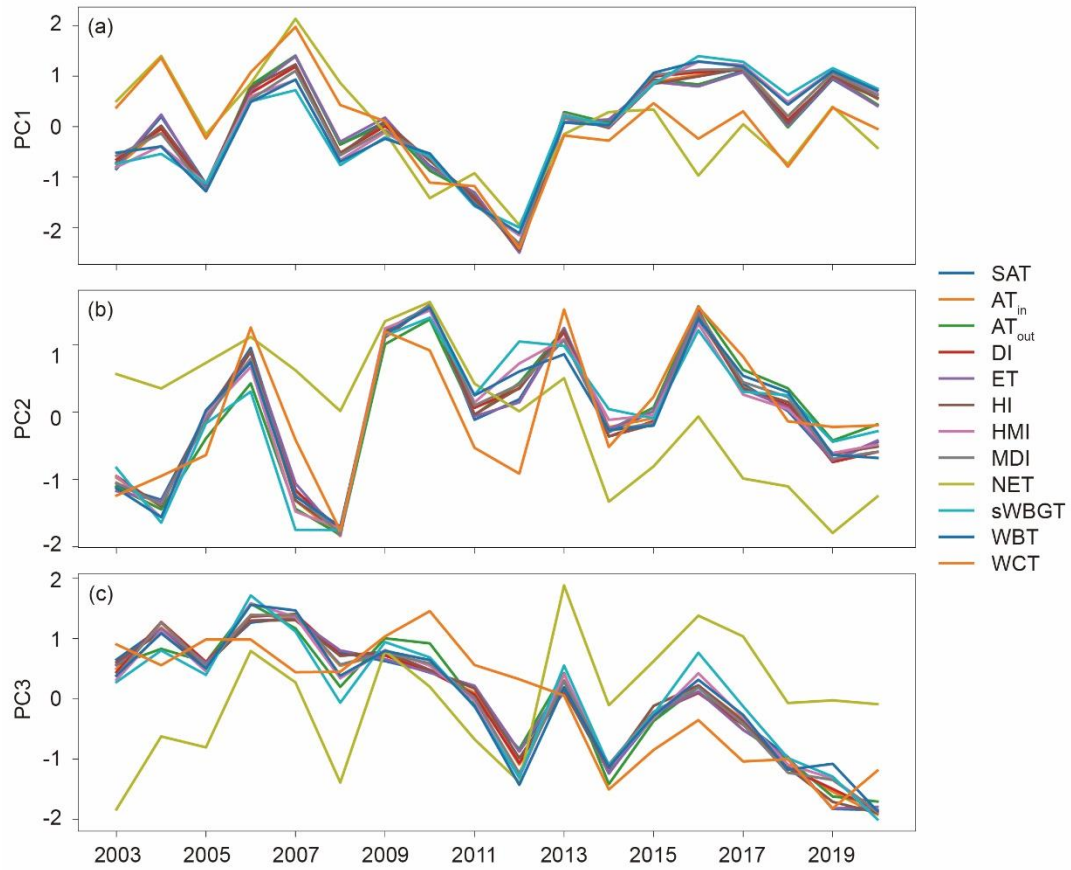 (a)
2
1
0
-1
-2
PC1
(b)
1
0
-1
-2
PC2
(c)
2
1
0
-1
-2
PC3
2003 2005 2007 2009 2011 2013 2015 2017 2019
SAT
ATin
ATout
DI
ET
HI
HMI
MDI
NET
sWBGT
WBT
WCT